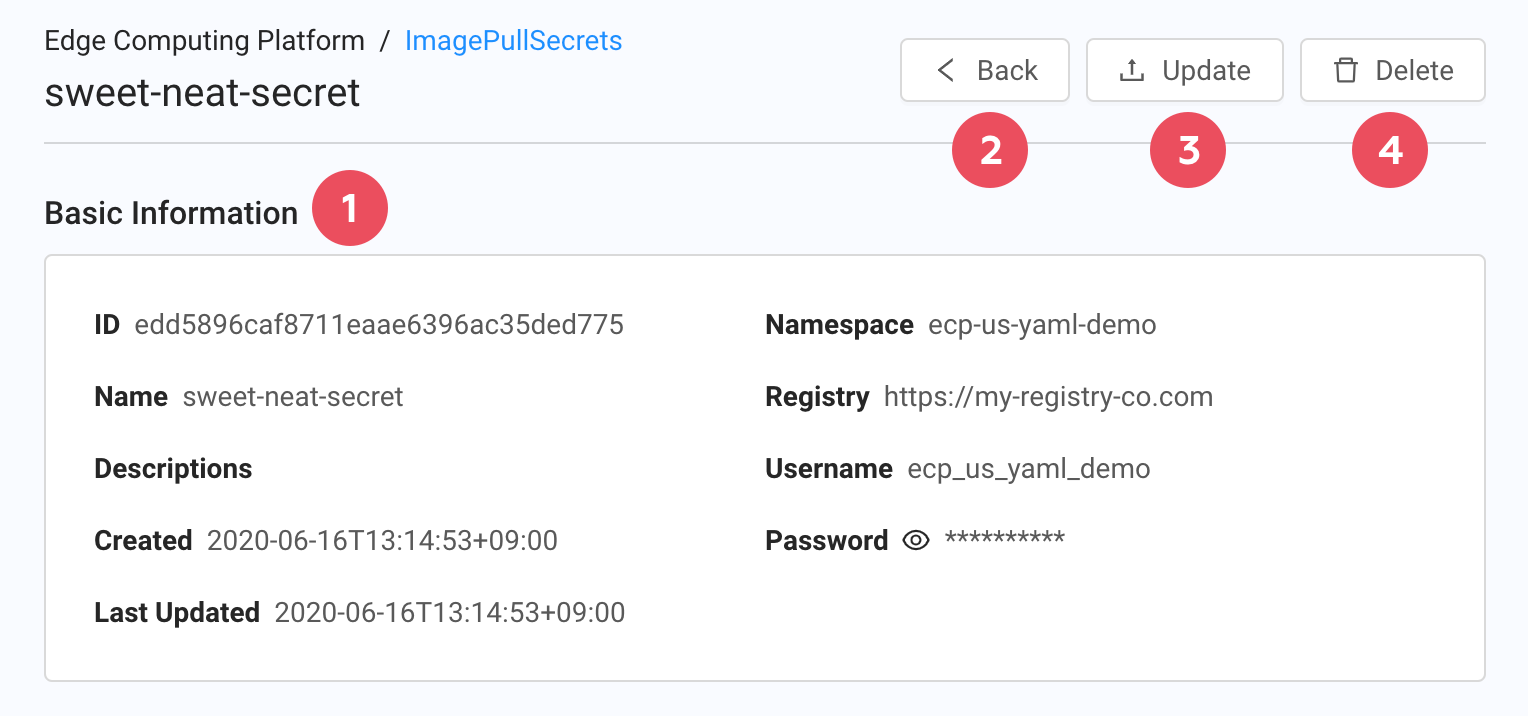 Edge Computing Platform / ImagePullSecrets
sweet-neat-secret
Back
Update
Delete
2
3
4
Basic Information 1
ID edd5896caf8711eaae6396ac35ded775
Namespace ecp-us-yaml-demo
Name sweet-neat-secret
Registry https://my-registry-co.com
Descriptions
Username ecp_us_yaml_demo
Created 2020-06-16T13:14:53+09:00
Password **********
Last Updated 2020-06-16T13:14:53+09:00